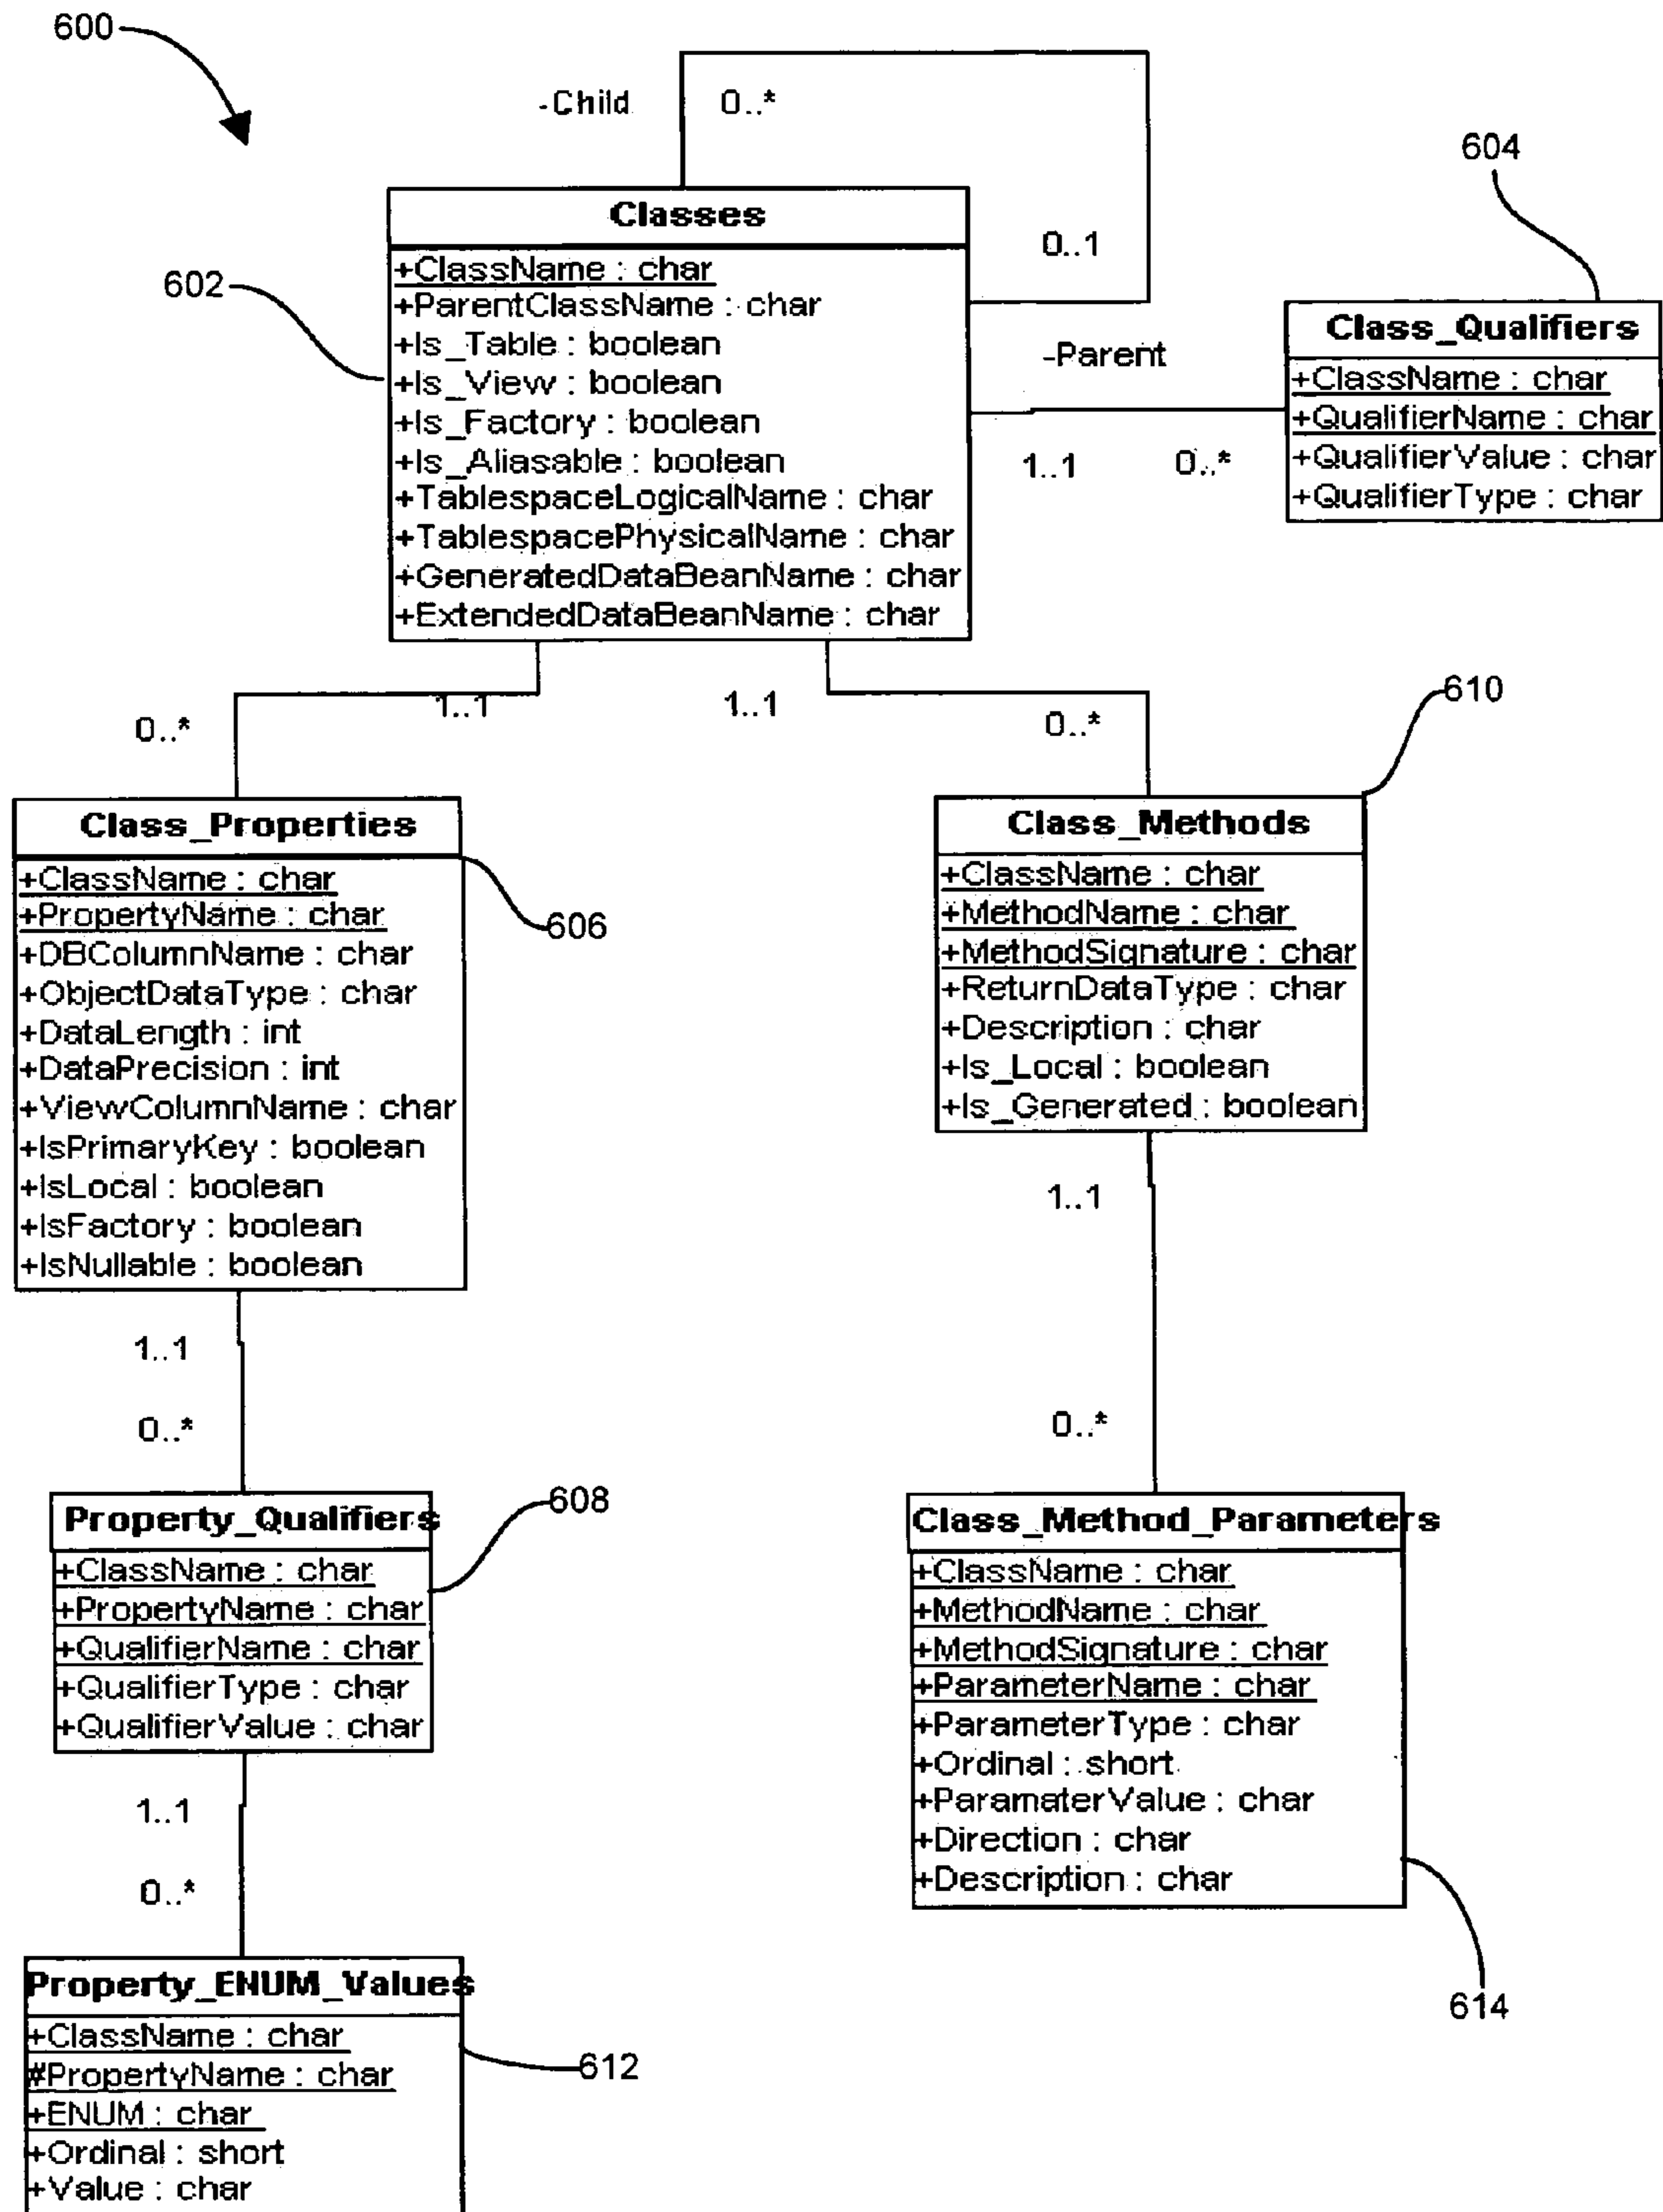 600
-Child 0..*
604
Classes
0..1
+ClassName : char
602
+ParentClassName : char
+Is_Table : boolean
+Is_View : boolean
+Is_Factory : boolean
+Is_Aliasable : boolean
+TablespaceLogicalName : char
+TablespacePhysicalName : char
+GeneratedDataBeanName : char
+ExtendedDataBeanName : char
-Parent
1..1 0..*
Class_Qualifiers
+ClassName : char
+QualifierName : char
+QualifierValue : char
+QualifierType : char
1..1 1..1
0..* 0..*
610
Class_Properties
+ClassName : char
+PropertyName : char
+DBColumnName : char
+ObjectDataType : char
+DataLength : int
+DataPrecision : int
+ViewColumnName : char
+IsPrimaryKey : boolean
+IsLocal : boolean
+IsFactory : boolean
+IsNullable : boolean
606
Class_Methods
+ClassName : char
+MethodName : char
+MethodSignature : char
+ReturnDataType : char
+Description : char
+Is_Local : boolean
+Is_Generated : boolean
1..1
1..1
0..*
0..*
Property_Qualifiers
608
+ClassName : char
+PropertyName : char
+QualifierName : char
+QualifierType : char
+QualifierValue : char
Class_Method_Parameters
+ClassName : char
+MethodName : char
+MethodSignature : char
+ParameterName : char
+ParameterType : char
+Ordinal : short
+ParamaterValue : char
+Direction : char
+Description : char
614
1..1
0..*
Property_ENUM_Values
+ClassName : char
612
#PropertyName : char
+ENUM : char
+Ordinal : short
+Value : char